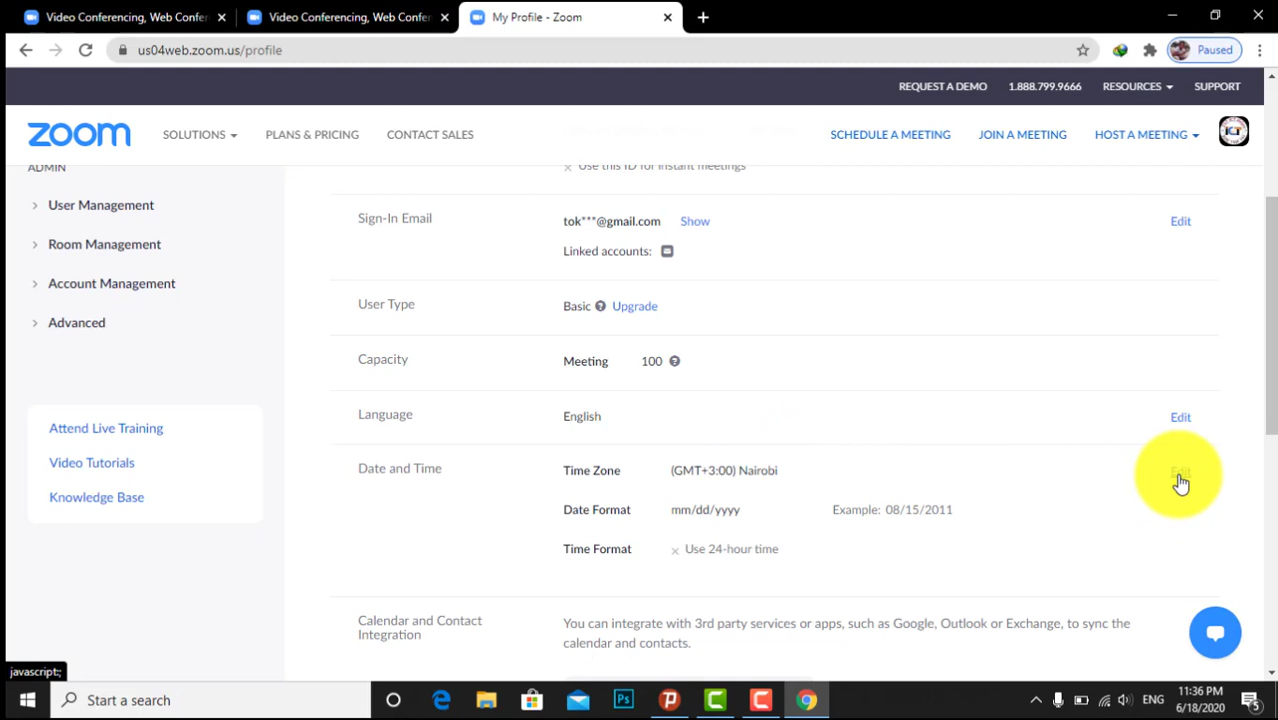 Video Conferencing, Web Confer
Video Conferencing, Web Confer
My Profile - Zoom
us04web.zoom.us/profile
Paused
REQUEST A DEMO
1.888.799.9666
RESOURCES
SUPPORT
zoom
SOLUTIONS
PLANS & PRICING
CONTACT SALES
SCHEDULE A MEETING
JOIN A MEETING
HOST A MEETING
ICT
ADMIN
User Management
Room Management
Account Management
Advanced
Attend Live Training
Video Tutorials
Knowledge Base
Use this ID for instant meetings
Sign-In Email
tok***@gmail.com
Show
Edit
Linked accounts:
User Type
Basic
Upgrade
Capacity
Meeting
100
Language
English
Edit
Date and Time
Time Zone
(GMT+3:00) Nairobi
Edit
Date Format
mm/dd/yyyy
Example: 08/15/2011
Time Format
Use 24-hour time
Calendar and Contact
Integration
You can integrate with 3rd party services or apps, such as Google, Outlook or Exchange, to sync the
calendar and contacts.
javascript:;
Start a search
Ps
ENG
11:36 PM
6/18/2020
5